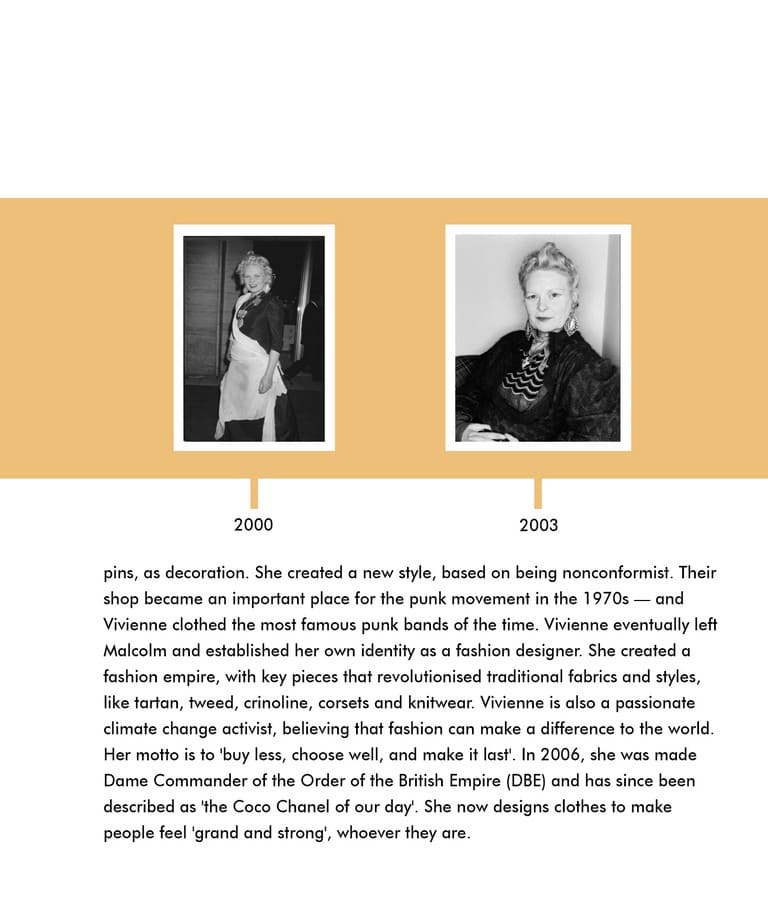 2000
2003
pins, as decoration. She created a new style, based on being nonconformist. Their
shop became an important place for the punk movement in the 1970s — and
Vivienne clothed the most famous punk bands of the time. Vivienne eventually left
Malcolm and established her own identity as a fashion designer. She created a
fashion empire, with key pieces that revolutionised traditional fabrics and styles,
like tartan, tweed, crinoline, corsets and knitwear. Vivienne is also a passionate
climate change activist, believing that fashion can make a difference to the world.
Her motto is to 'buy less, choose well, and make it last'. In 2006, she was made
Dame Commander of the Order of the British Empire (DBE) and has since been
described as 'the Coco Chanel of our day'. She now designs clothes to make
people feel 'grand and strong', whoever they are.